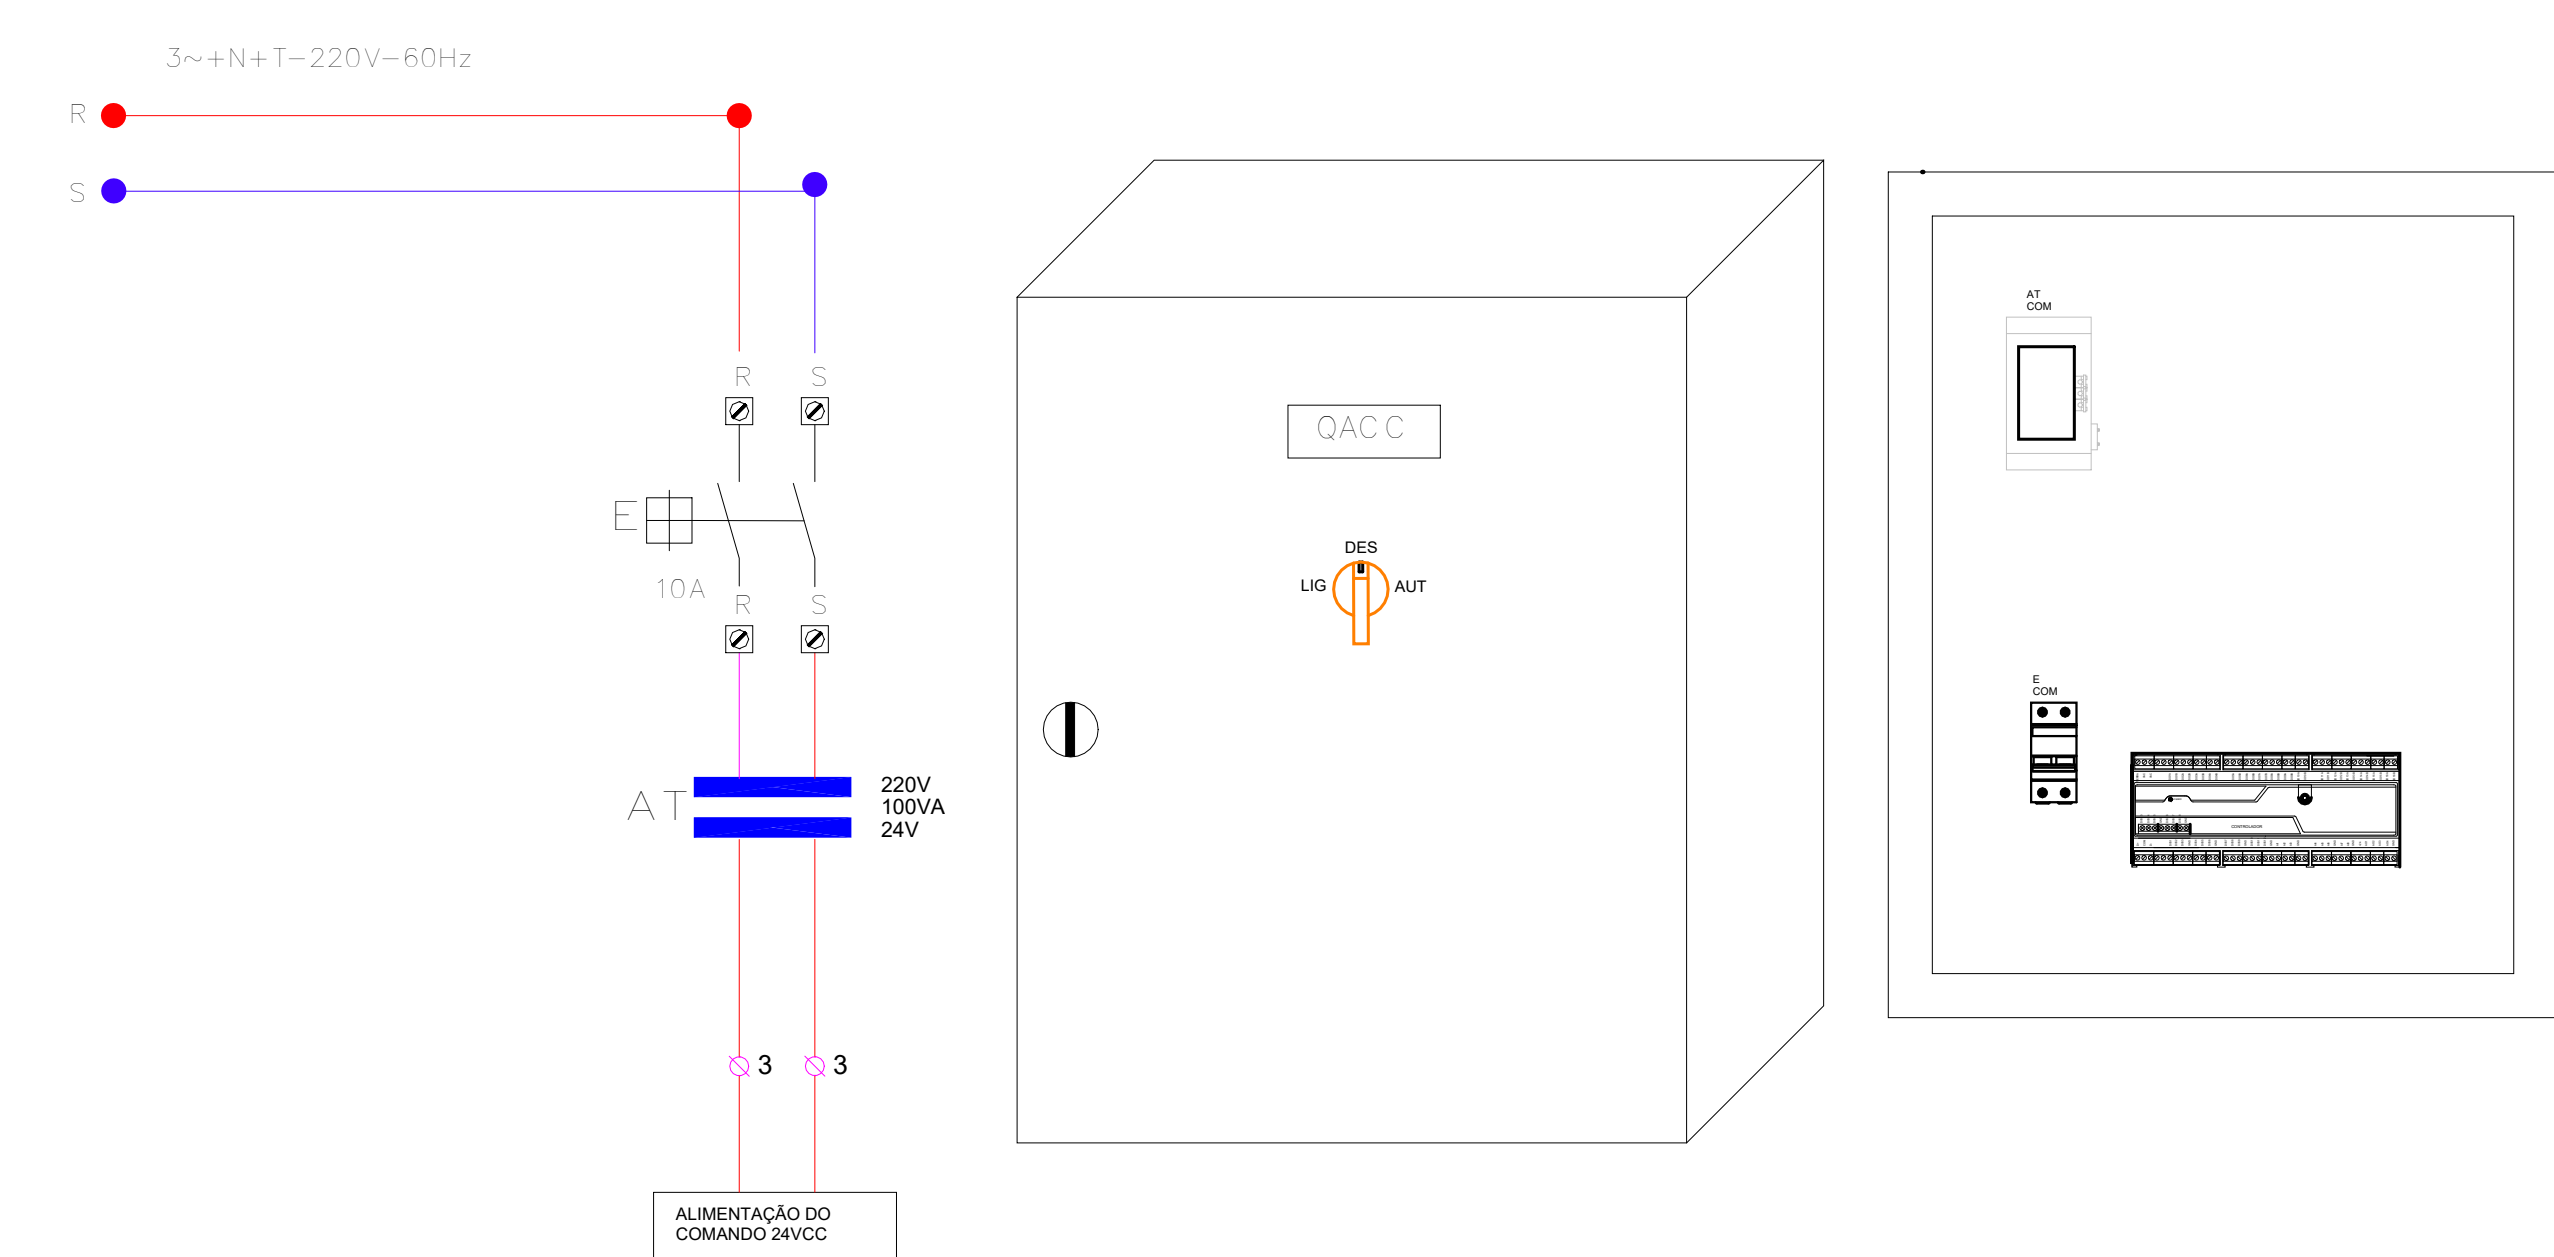 3~+N+T-220V-60Hz
R
S
R S
E
10A
R S
AT
220V
100VA
24V
3 3
ALIMENTAÇÃO DO
COMANDO 24VCC
QAC C
DES
LIG
AUT
AT
COM
E
COM
CONTROLADOR